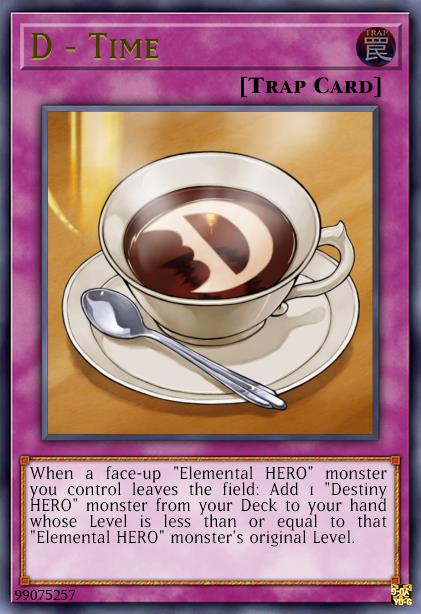 D - Time
TRAP
罠
[Trap Card]
D
When a face-up "Elemental HERO" monster
you control leaves the field: Add 1 "Destiny
HERO" monster from your Deck to your hand
whose Level is less than or equal to that
"Elemental HERO" monster's original Level.
99075257